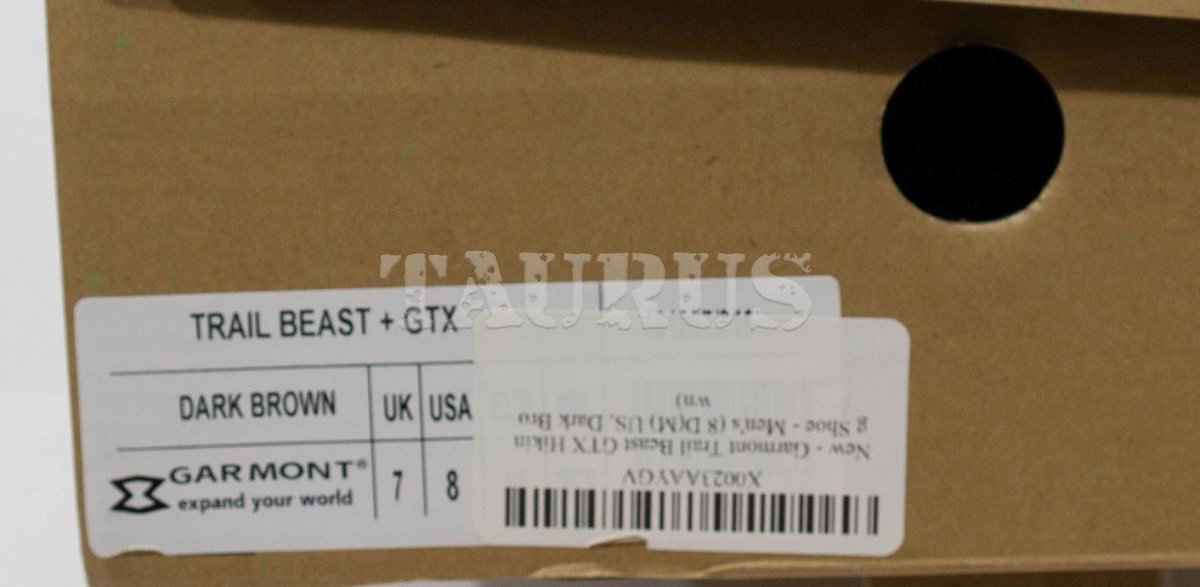 TAURUS
TRAIL BEAST + GTX
DARK BROWN
UK
USA
GARMONT®
expand your world
7
8
X0023AAYGV
New - Garmont Trail Beast GTX Hikin
g Shoe - Men's (8 D(M) US, Dark Bro
wn)